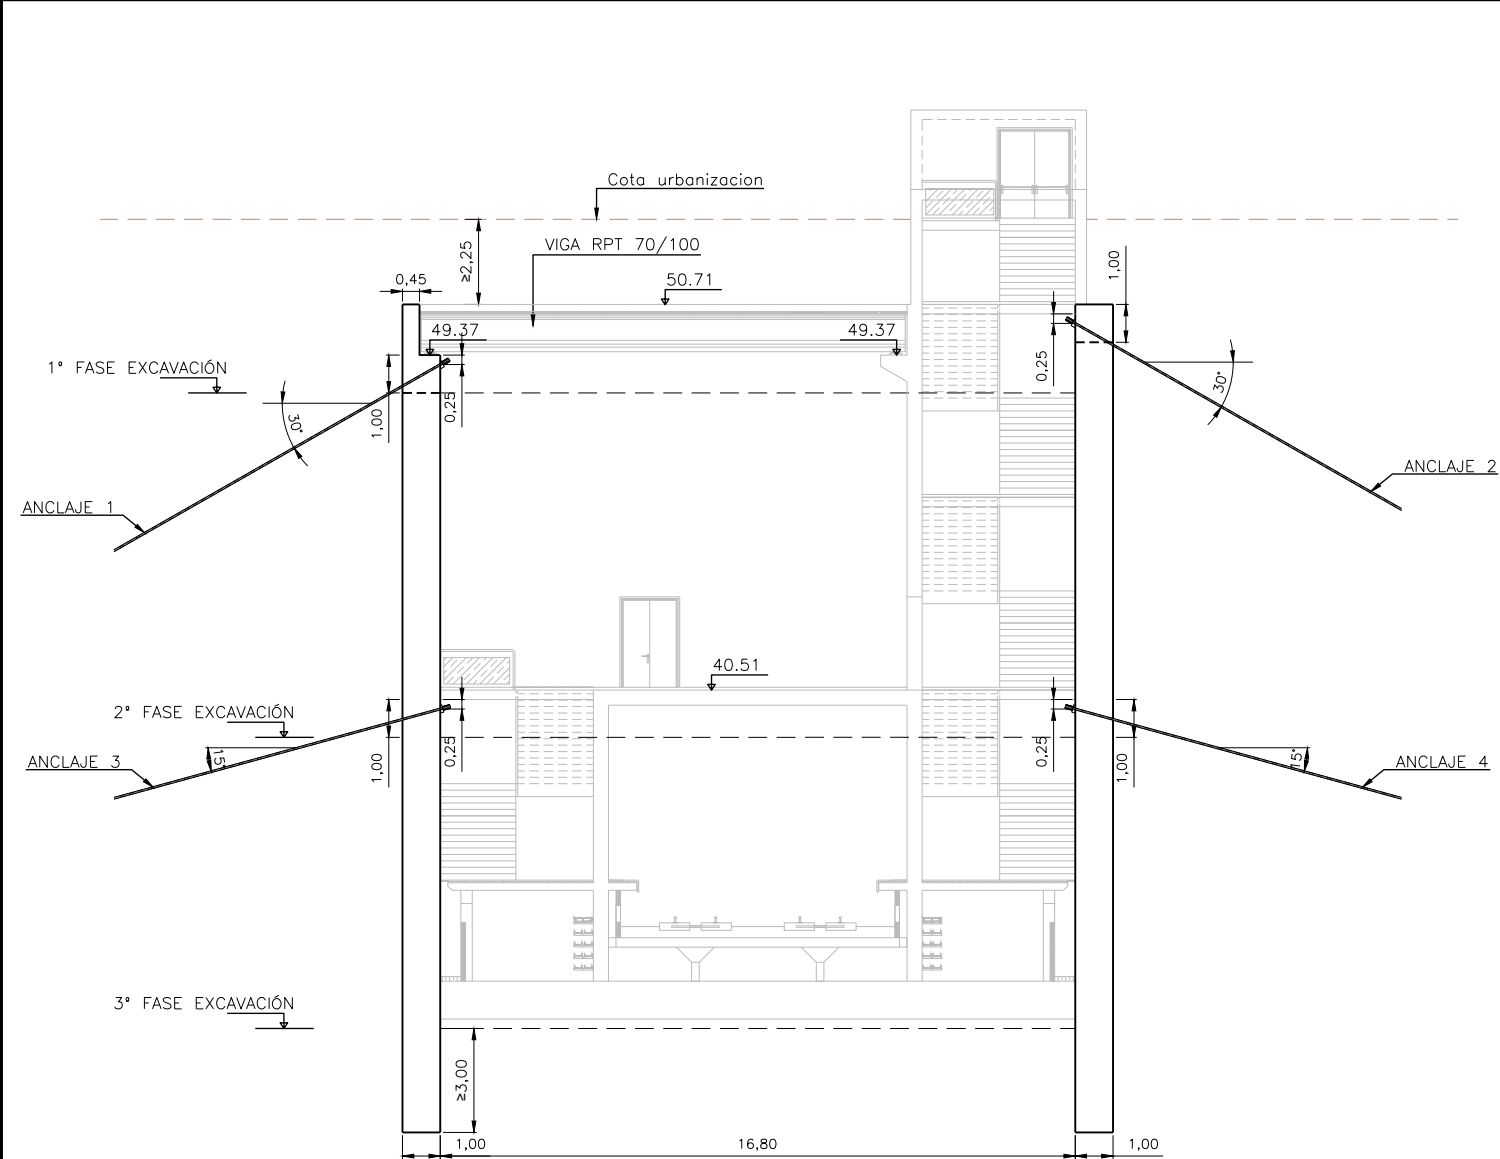 Cota urbanizacion
≥2,25
VIGA RPT 70/100
1,00
0,45
50.71
49.37
49.37
1ª FASE EXCAVACIÓN
0,25
0,25
1,00
30°
30°
ANCLAJE 2
ANCLAJE 1
40.51
2ª FASE EXCAVACIÓN
0,25
0,25
1,00
1,00
15°
15°
ANCLAJE 3
ANCLAJE 4
3ª FASE EXCAVACIÓN
≥3,00
1,00
16,80
1,00